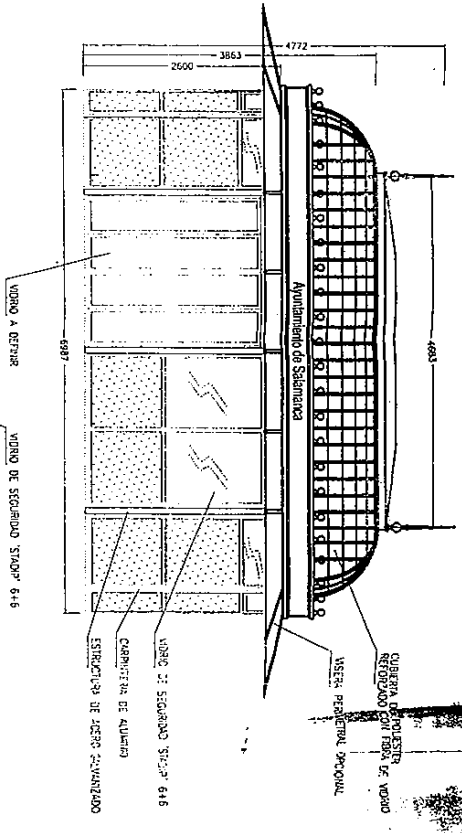 4772
3863
2600
4663
6987
Ayuntamiento de Salamanca
CUBIERTA DE POLIESTER
REFORZADO CON FIBRA DE VIDRIO
VISERA PERIMETRAL OPCIONAL
VIDRIO DE SEGURIDAD "STADIP" 6+6
CARPINTERIA DE ALUMINIO
ESTRUCTURA DE ACERO GALVANIZADO
VIDRIO A DEFINIR
VIDRIO DE SEGURIDAD "STADIP" 6+6